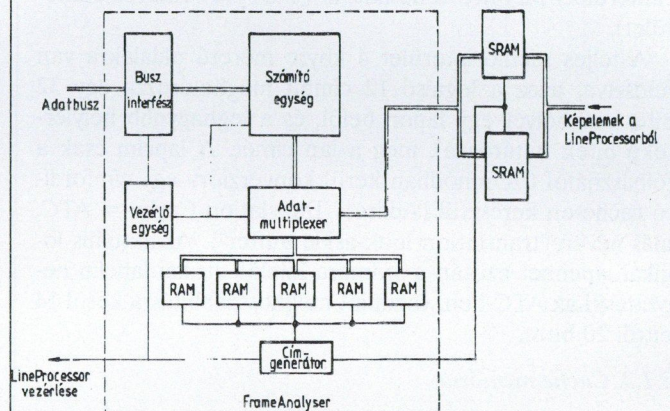 Busz
interfész
Számító
egység
SRAM
Adatbusz
SRAM
Képelemek a
LineProcessorból
Vezérlő
egység
Adat-
multiplexer
RAM
RAM
RAM
RAM
RAM
Cím-
generátor
LineProcessor
vezérlése
FrameAnalyser